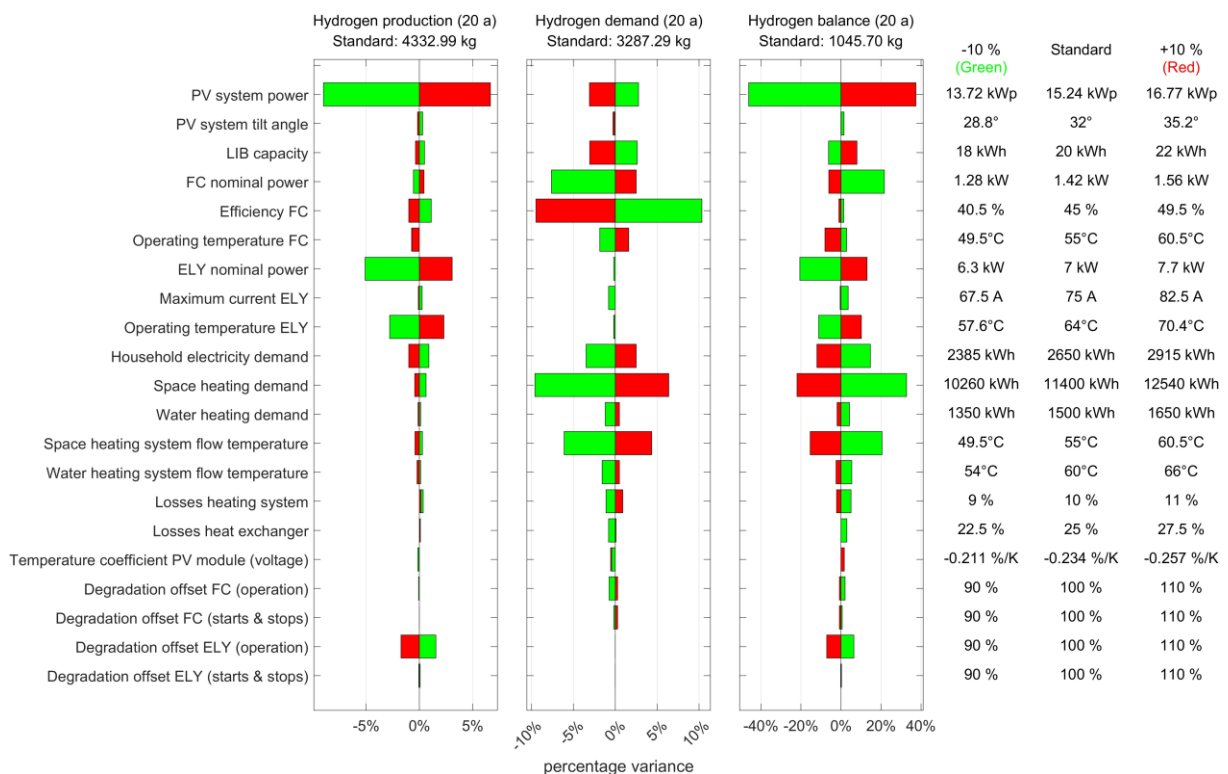 Hydrogen production (20 a) Hydrogen demand (20 a) Hydrogen balance (20 a)
Standard: 4332.99 kg Standard: 3287.29 kg Standard: 1045.70 kg
-10 % Standard +10 %
(Green) (Red)
PV system power 13.72 kWp 15.24 kWp 16.77 kWp
PV system tilt angle 28.8° 32° 35.2°
LIB capacity 18 kWh 20 kWh 22 kWh
FC nominal power 1.28 kW 1.42 kW 1.56 kW
Efficiency FC 40.5 % 45 % 49.5 %
Operating temperature FC 49.5°C 55°C 60.5°C
ELY nominal power 6.3 kW 7 kW 7.7 kW
Maximum current ELY 67.5 A 75 A 82.5 A
Operating temperature ELY 57.6°C 64°C 70.4°C
Household electricity demand 2385 kWh 2650 kWh 2915 kWh
Space heating demand 10260 kWh 11400 kWh 12540 kWh
Water heating demand 1350 kWh 1500 kWh 1650 kWh
Space heating system flow temperature 49.5°C 55°C 60.5°C
Water heating system flow temperature 54°C 60°C 66°C
Losses heating system 9 % 10 % 11 %
Losses heat exchanger 22.5 % 25 % 27.5 %
Temperature coefficient PV module (voltage) -0.211 %/K -0.234 %/K -0.257 %/K
Degradation offset FC (operation) 90 % 100 % 110 %
Degradation offset FC (starts & stops) 90 % 100 % 110 %
Degradation offset ELY (operation) 90 % 100 % 110 %
Degradation offset ELY (starts & stops) 90 % 100 % 110 %
-5% 0% 5% -10% -5% 0% 5% 10% -40% -20% 0% 20% 40%
percentage variance